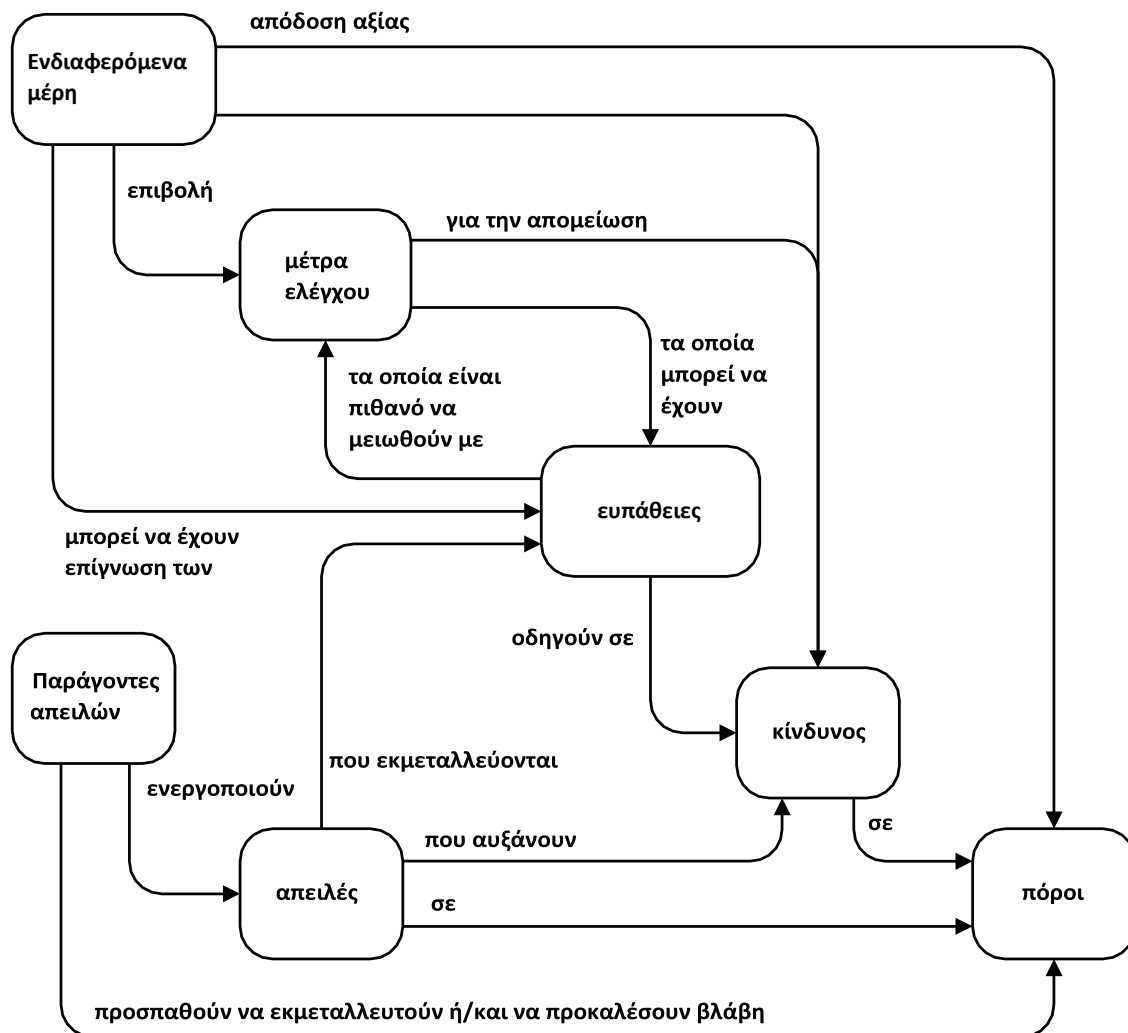 απόδοση αξίας
Ενδιαφερόμενα
μέρη
επιβολή
για την απομείωση
μέτρα
ελέγχου
τα οποία
μπορεί να
έχουν
τα οποία είναι
πιθανό να
μειωθούν με
ευπάθειες
μπορεί να έχουν
επίγνωση των
οδηγούν σε
Παράγοντες
απειλών
κίνδυνος
που εκμεταλλεύονται
ενεργοποιούν
που αυξάνουν
σε
απειλές
σε
πόροι
προσπαθούν να εκμεταλλευτούν ή/και να προκαλέσουν βλάβη